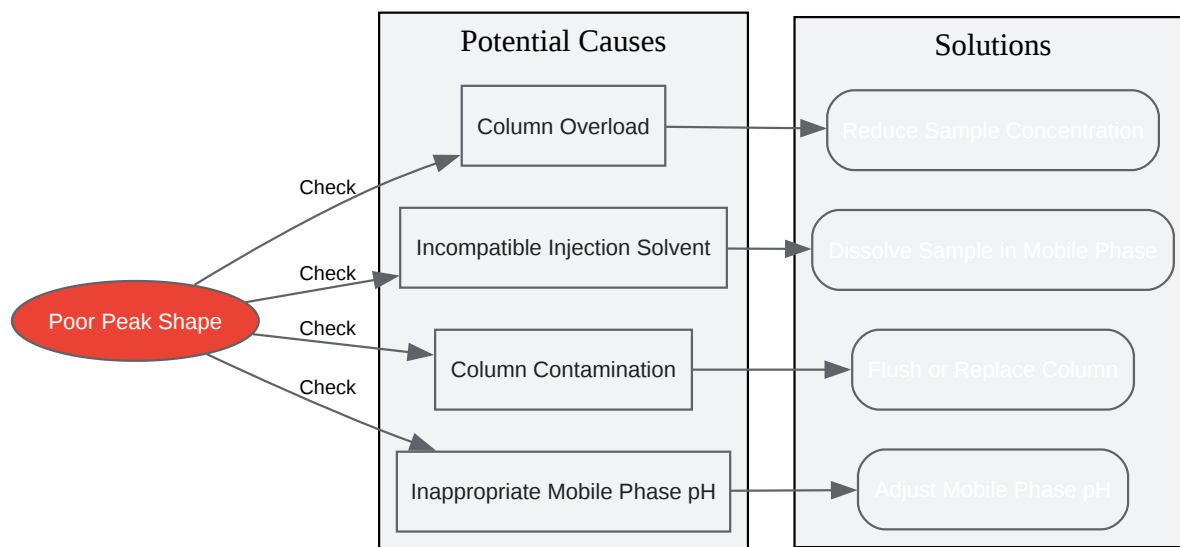 Potential Causes
Solutions
Column Overload
Reduce Sample Concentration
Check
Incompatible Injection Solvent
Dissolve Sample in Mobile Phase
Check
Poor Peak Shape
Check
Column Contamination
Flush or Replace Column
Check
Inappropriate Mobile Phase pH
Adjust Mobile Phase pH